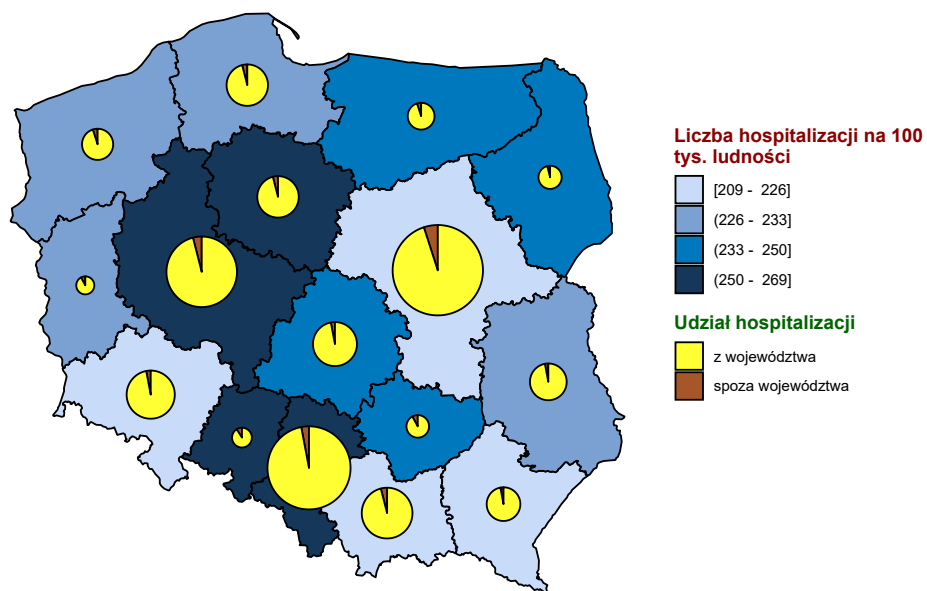 Liczba hospitalizacji na 100
tys. ludności
[209 - 226]
(226 - 233]
(233 - 250]
(250 - 269]
Udział hospitalizacji
z województwa
spoza województwa